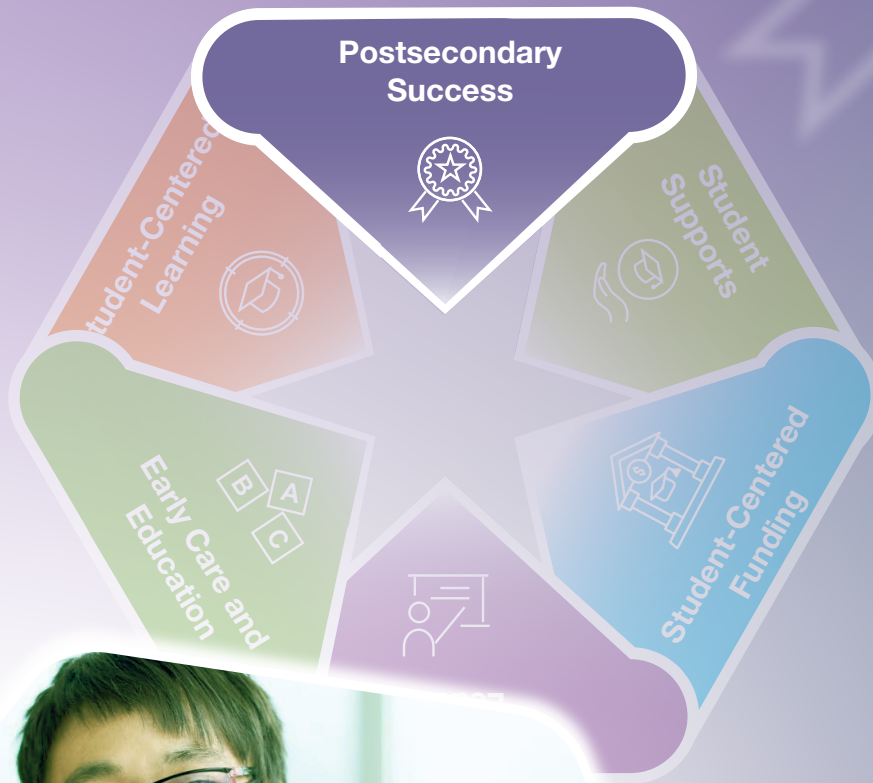 Postsecondary
Success
Student
Supports
Student-Centered
Funding
B
A
C
Early Care and
Education
tudent-Centered
Learning
$